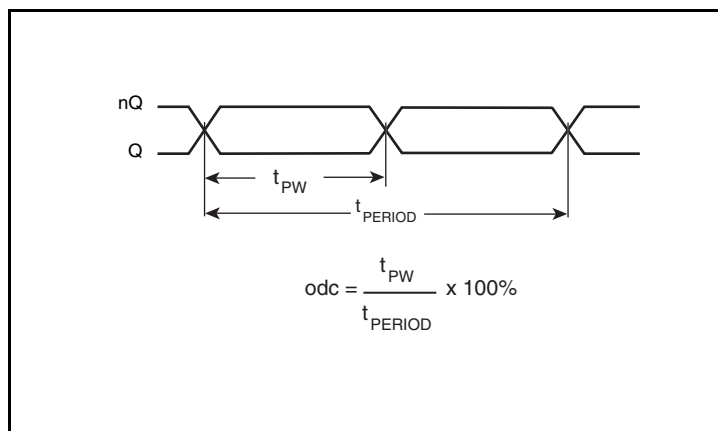 nQ
Q
tPW
tPERIOD
odc = tPW / tPERIOD x 100%